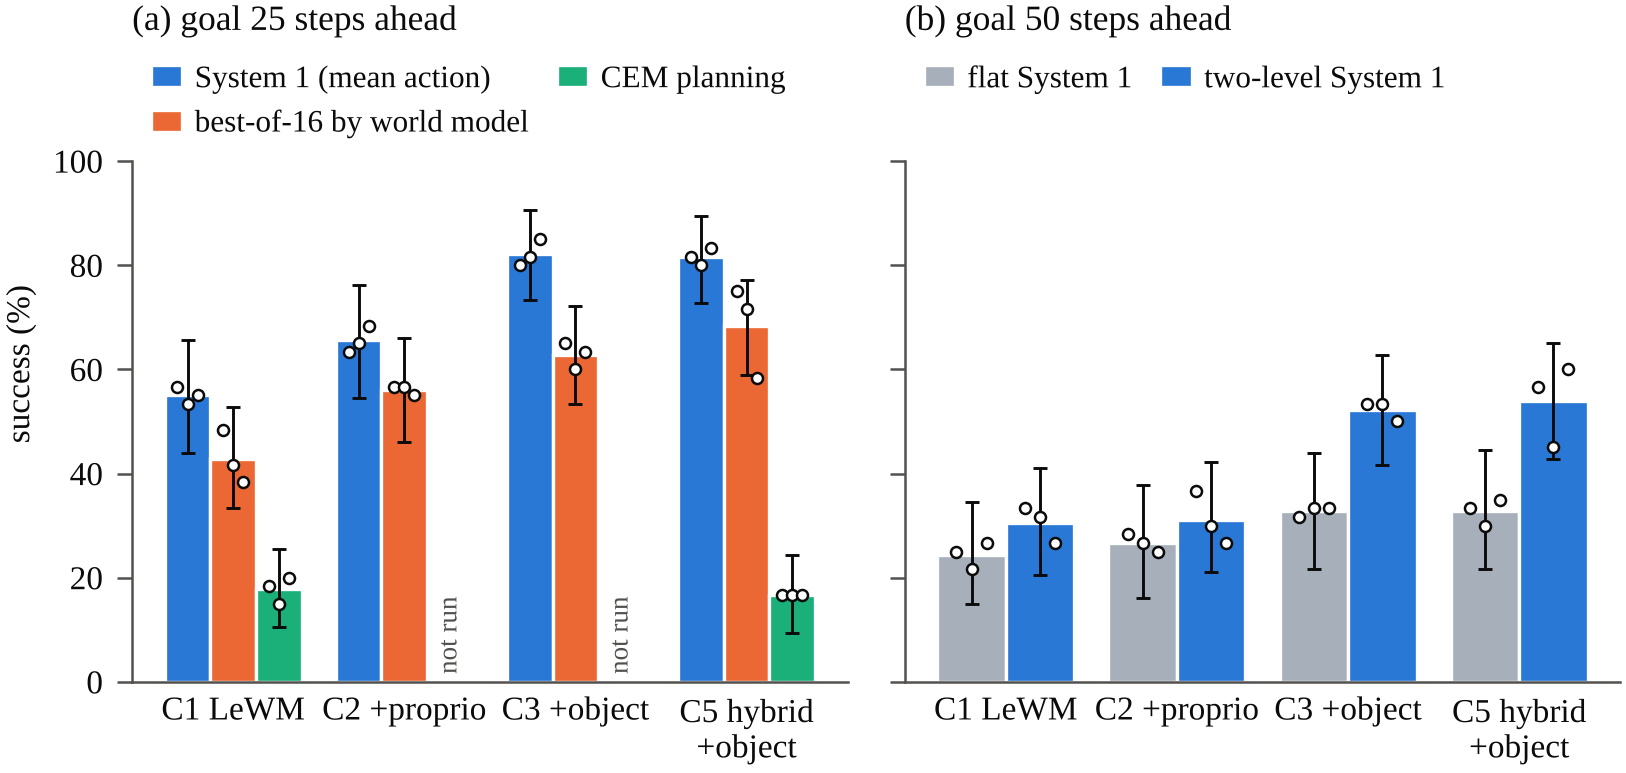 (a) goal 25 steps ahead
System 1 (mean action)
CEM planning
best-of-16 by world model
success (%)
100
80
60
40
20
0
not run
not run
C1 LeWM
C2 +proprio
C3 +object
C5 hybrid
+object
(b) goal 50 steps ahead
flat System 1
two-level System 1
C1 LeWM
C2 +proprio
C3 +object
C5 hybrid
+object